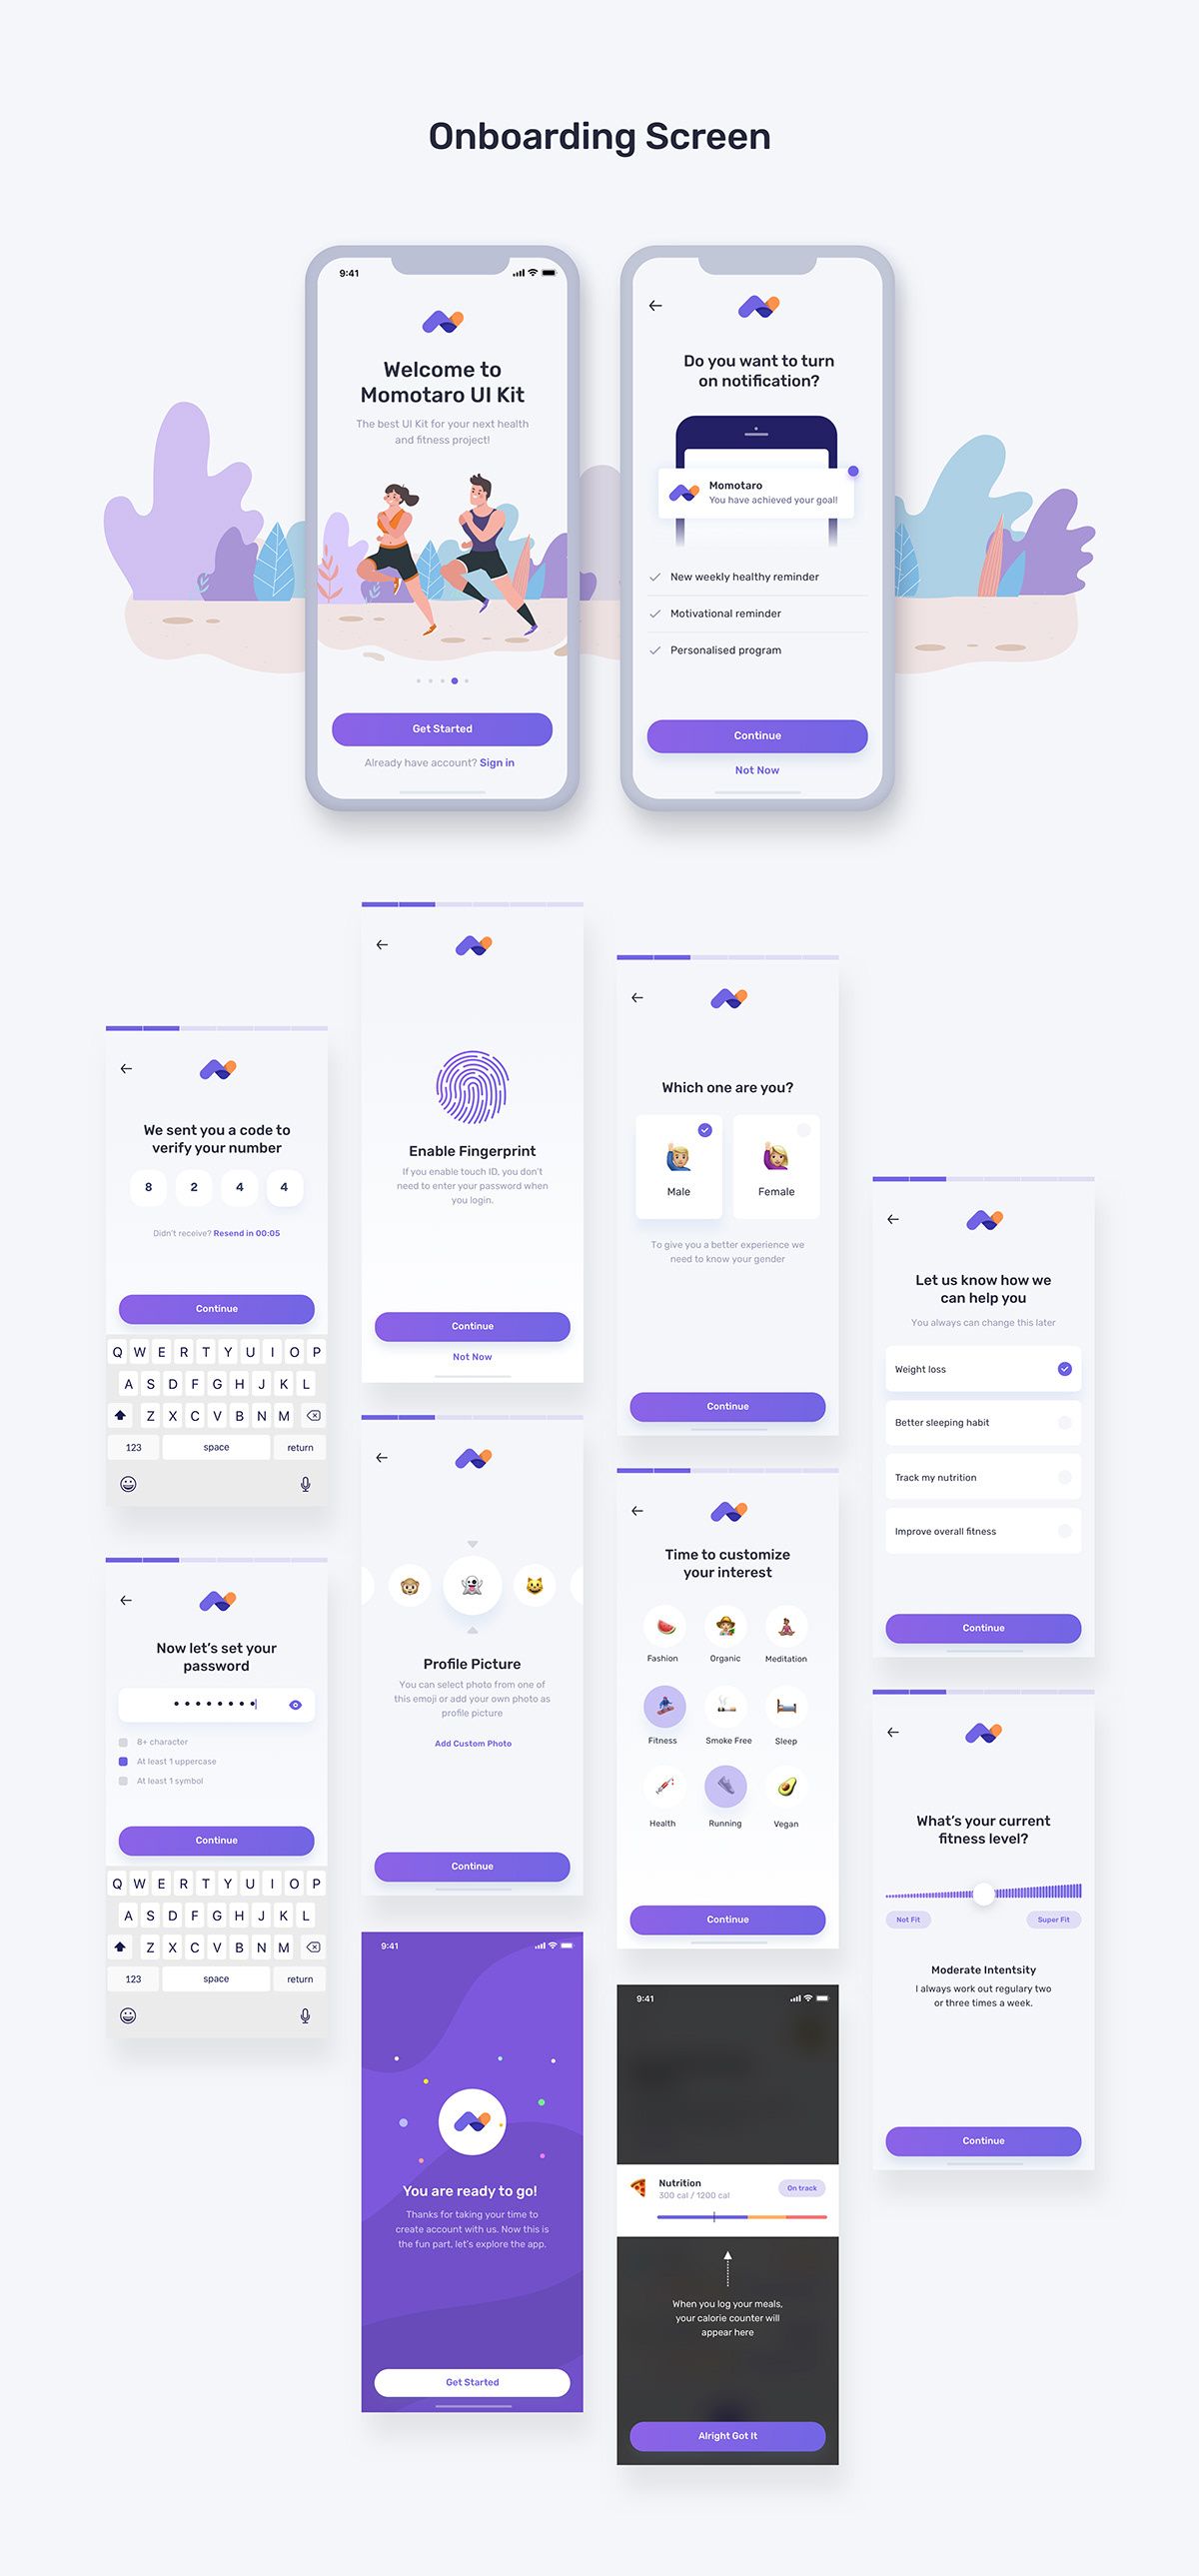 Onboarding Screen
9:41
Welcome to
Momotaro UI Kit
The best UI Kit for your next health
and fitness project!
Get Started
Already have account? Sign in
Do you want to turn
on notification?
Momotaro
You have achieved your goal!
New weekly healthy reminder
Motivational reminder
Personalised program
Continue
Not Now
We sent you a code to
verify your number
8 2 4 4
Didn't receive? Resend in 00:05
Continue
Q W E R T Y U I O P
A S D F G H J K L
Z X C V B N M
123 space return
Now let's set your
password
8+ character
At least 1 uppercase
At least 1 symbol
Continue
Q W E R T Y U I O P
A S D F G H J K L
Z X C V B N M
123 space return
Enable Fingerprint
If you enable touch ID, you don't
need to enter your password when
you login.
Continue
Not Now
Profile Picture
You can select photo from one of
this emoji or add your own photo as
profile picture
Add Custom Photo
Continue
9:41
You are ready to go!
Thanks for taking your time to
create account with us. Now this is
the fun part, let's explore the app.
Get Started
Which one are you?
Male Female
To give you a better experience we
need to know your gender
Continue
Time to customize
your interest
Fashion Organic Meditation
Fitness Smoke Free Sleep
Health Running Vegan
Continue
9:41
Nutrition
300 cal / 1200 cal
On track
When you log your meals,
your calorie counter will
appear here
Alright Got It
Let us know how we
can help you
You always can change this later
Weight loss
Better sleeping habit
Track my nutrition
Improve overall fitness
Continue
What's your current
fitness level?
Not Fit Super Fit
Moderate Intentsity
I always work out regulary two
or three times a week.
Continue